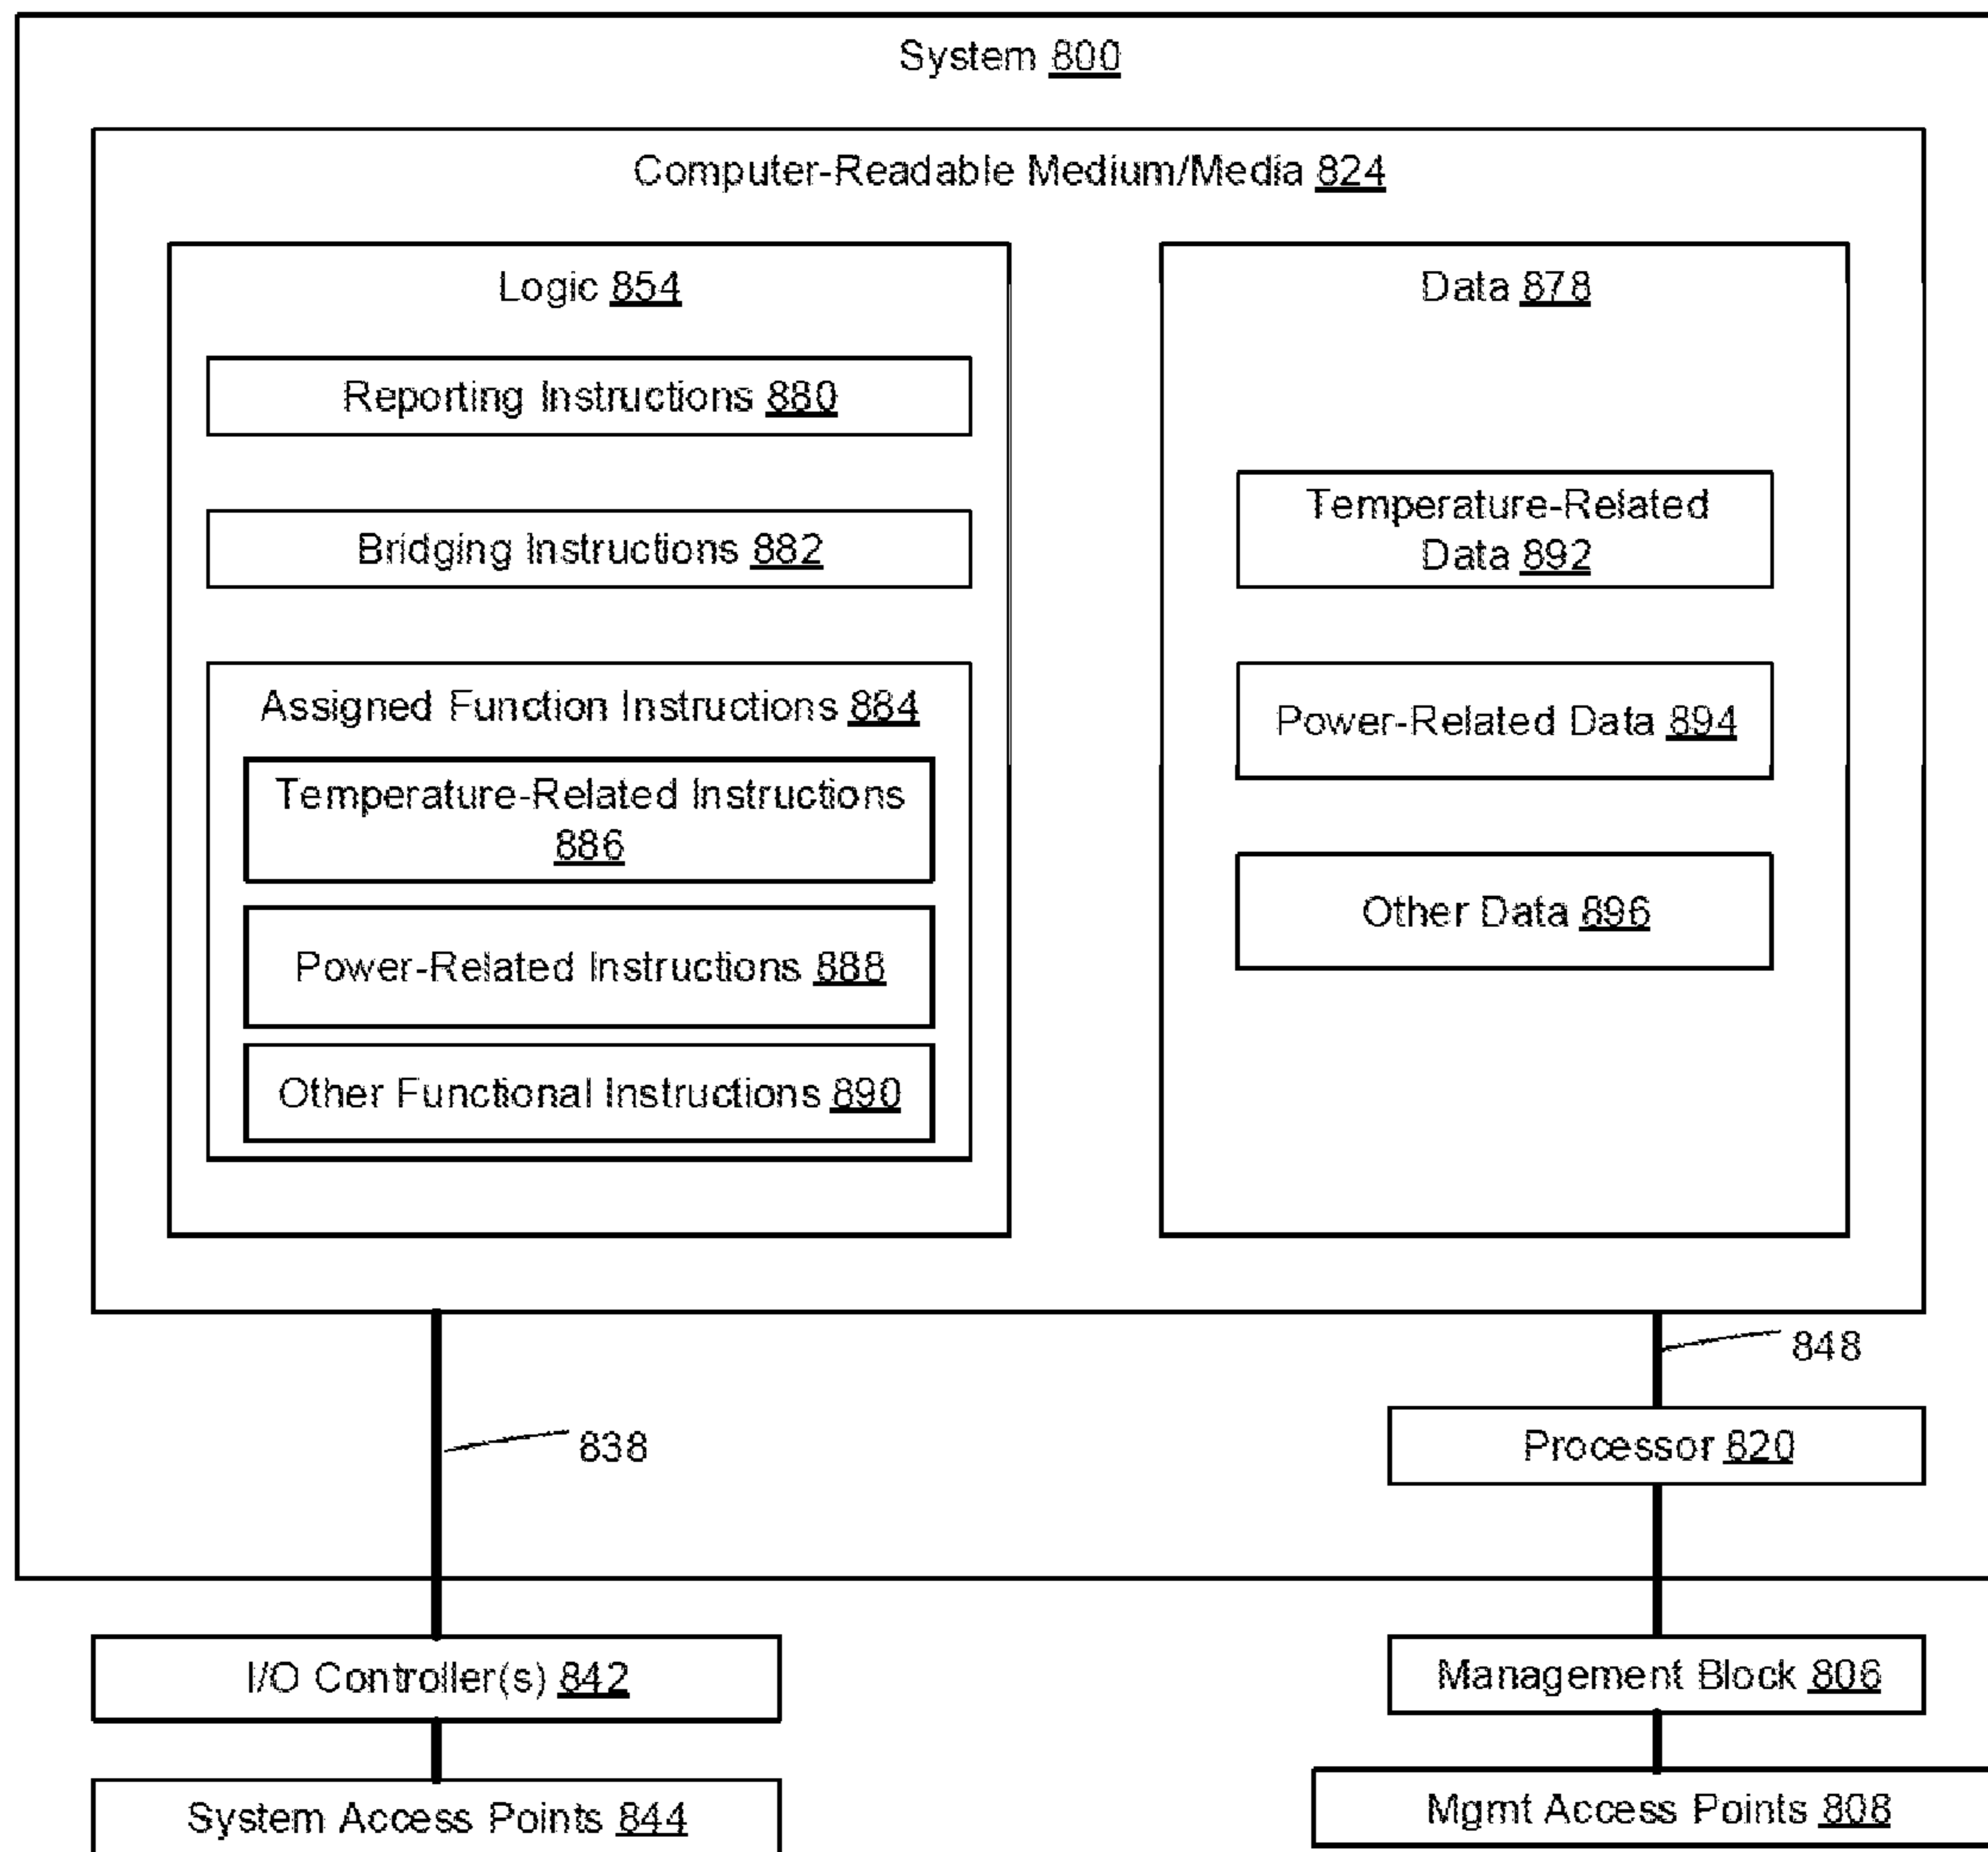 System 800
Computer-Readable Medium/Media 824
Logic 854
Reporting Instructions 880
Bridging Instructions 882
Assigned Function Instructions 884
Temperature-Related Instructions
886
Power-Related Instructions 888
Other Functional Instructions 890
Data 878
Temperature-Related
Data 892
Power-Related Data 894
Other Data 896
838
848
Processor 820
I/O Controller(s) 842
System Access Points 844
Management Block 806
Mgmt Access Points 808